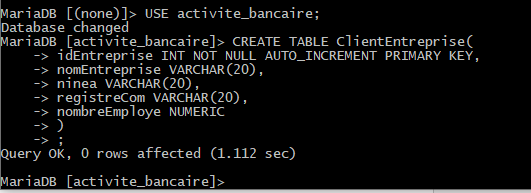 MariaDB [(none)]> USE activite_bancaire;
Database changed
MariaDB [activite_bancaire]> CREATE TABLE ClientEntreprise(
    -> idEntreprise INT NOT NULL AUTO_INCREMENT PRIMARY KEY,
    -> nomEntreprise VARCHAR(20),
    -> ninea VARCHAR(20),
    -> registreCom VARCHAR(20),
    -> nombreEmploye NUMERIC
    -> )
    -> ;
Query OK, 0 rows affected (1.112 sec)
MariaDB [activite_bancaire]>